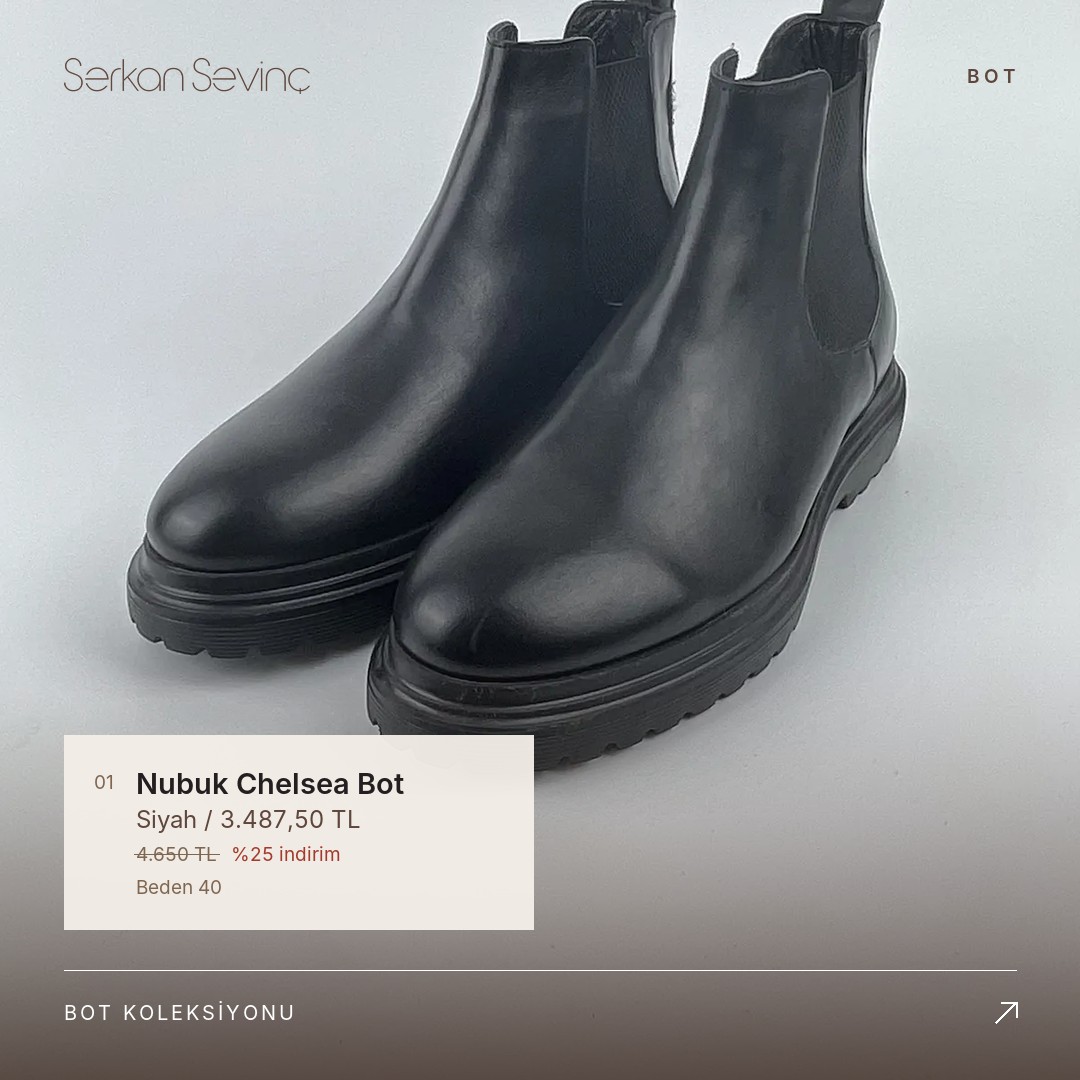 Serkan Sevinç
BOT
01 Nubuk Chelsea Bot
Siyah / 3.487,50 TL
4.650 TL %25 indirim
Beden 40
BOT KOLEKSİYONU